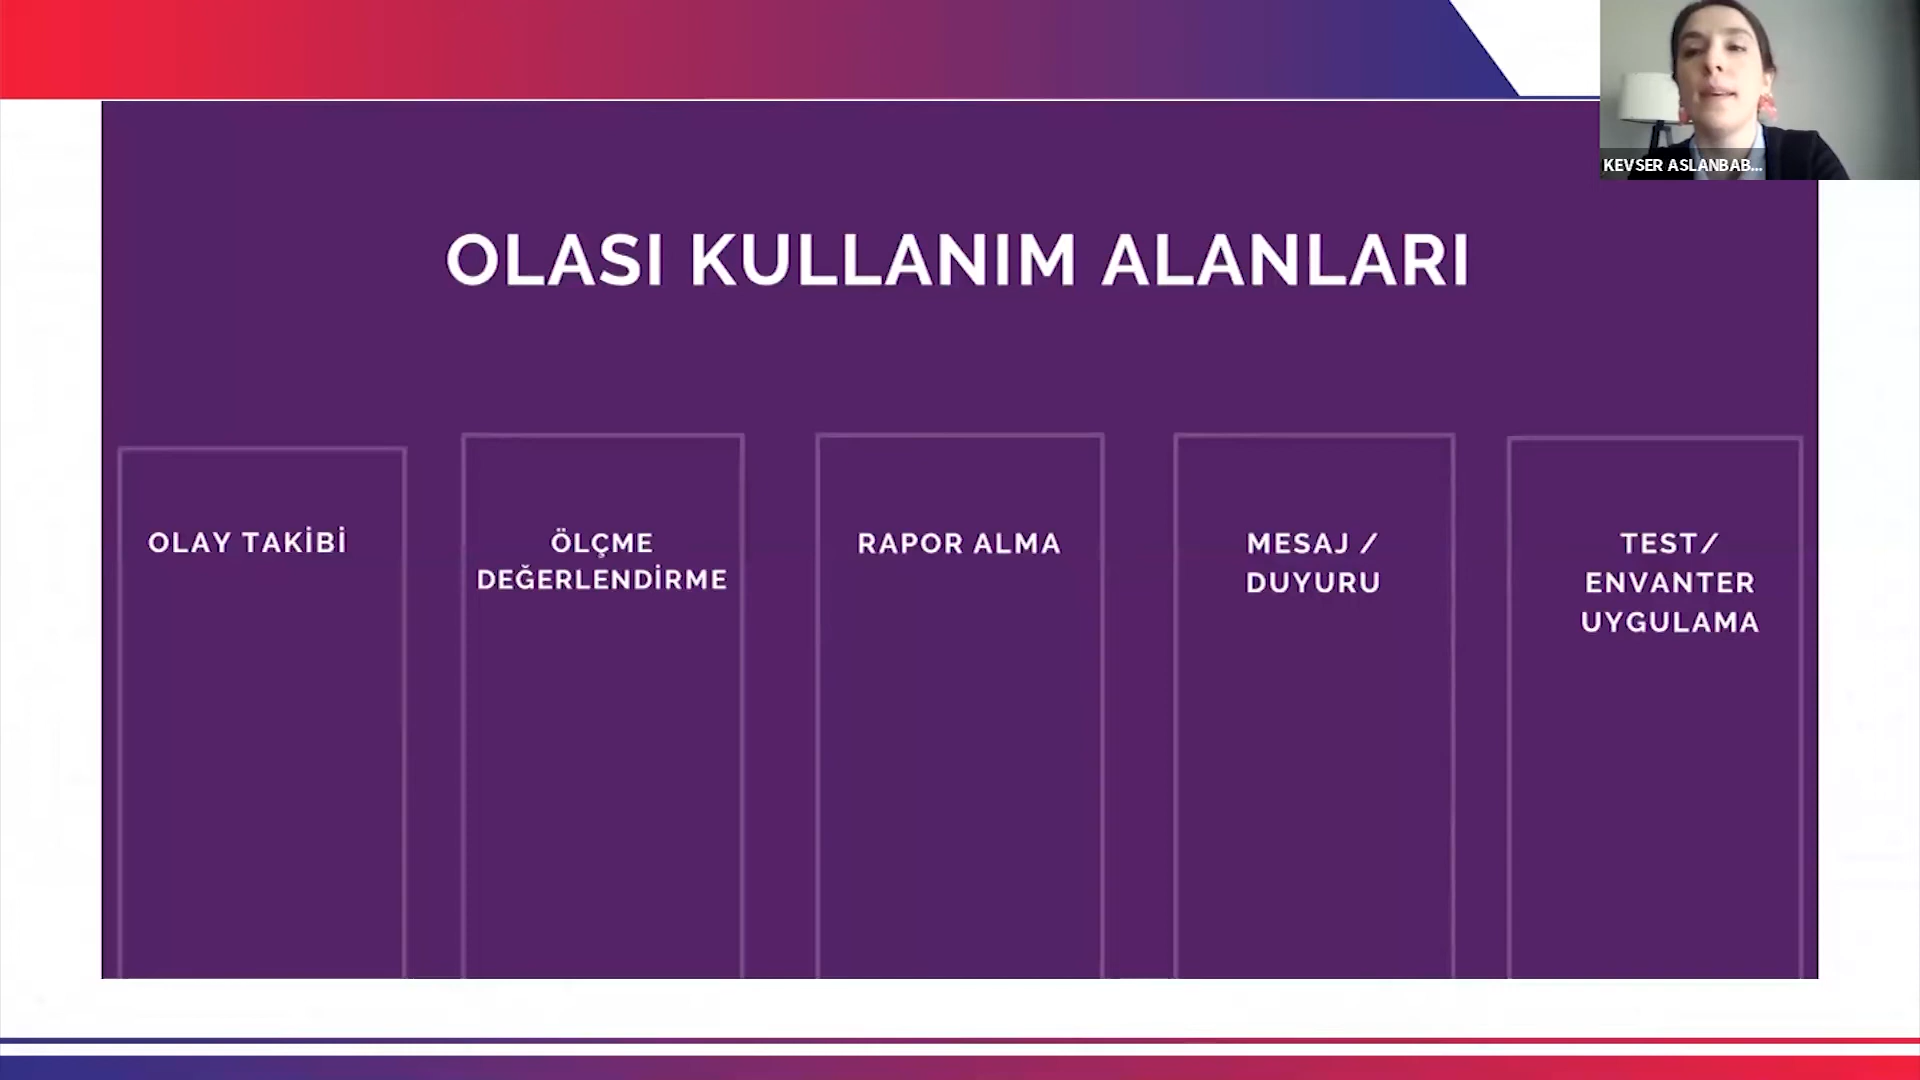 KEVSER ASLANBAB...
OLASI KULLANIM ALANLARI
OLAY TAKİBİ
ÖLÇME
DEĞERLENDİRME
RAPOR ALMA
MESAJ /
DUYURU
TEST/
ENVANTER
UYGULAMA